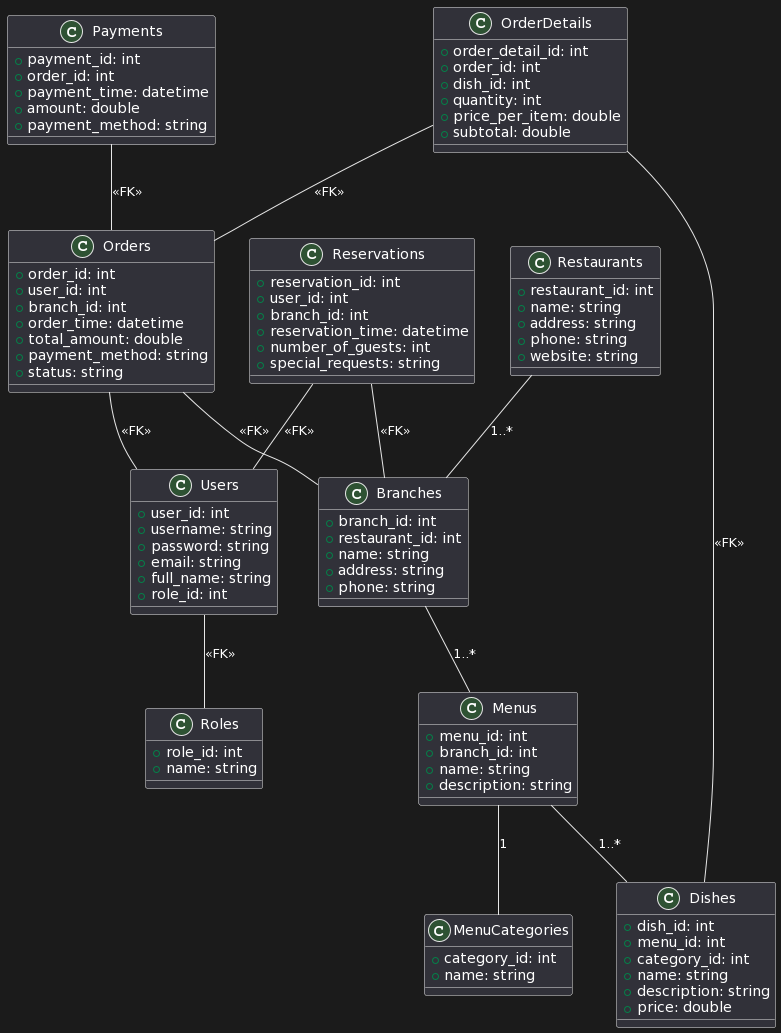 C Payments
payment_id: int
order_id: int
payment_time: datetime
amount: double
payment_method: string
C OrderDetails
order_detail_id: int
order_id: int
dish_id: int
quantity: int
price_per_item: double
subtotal: double
«FK»
«FK»
C Orders
order_id: int
user_id: int
branch_id: int
order_time: datetime
total_amount: double
payment_method: string
status: string
C Reservations
reservation_id: int
user_id: int
branch_id: int
reservation_time: datetime
number_of_guests: int
special_requests: string
C Restaurants
restaurant_id: int
name: string
address: string
phone: string
website: string
«FK»
«FK»
«FK»
«FK»
1..*
C Users
user_id: int
username: string
password: string
email: string
full_name: string
role_id: int
C Branches
branch_id: int
restaurant_id: int
name: string
address: string
phone: string
«FK»
«FK»
1..*
C Roles
role_id: int
name: string
C Menus
menu_id: int
branch_id: int
name: string
description: string
1
1..*
C MenuCategories
category_id: int
name: string
C Dishes
dish_id: int
menu_id: int
category_id: int
name: string
description: string
price: double